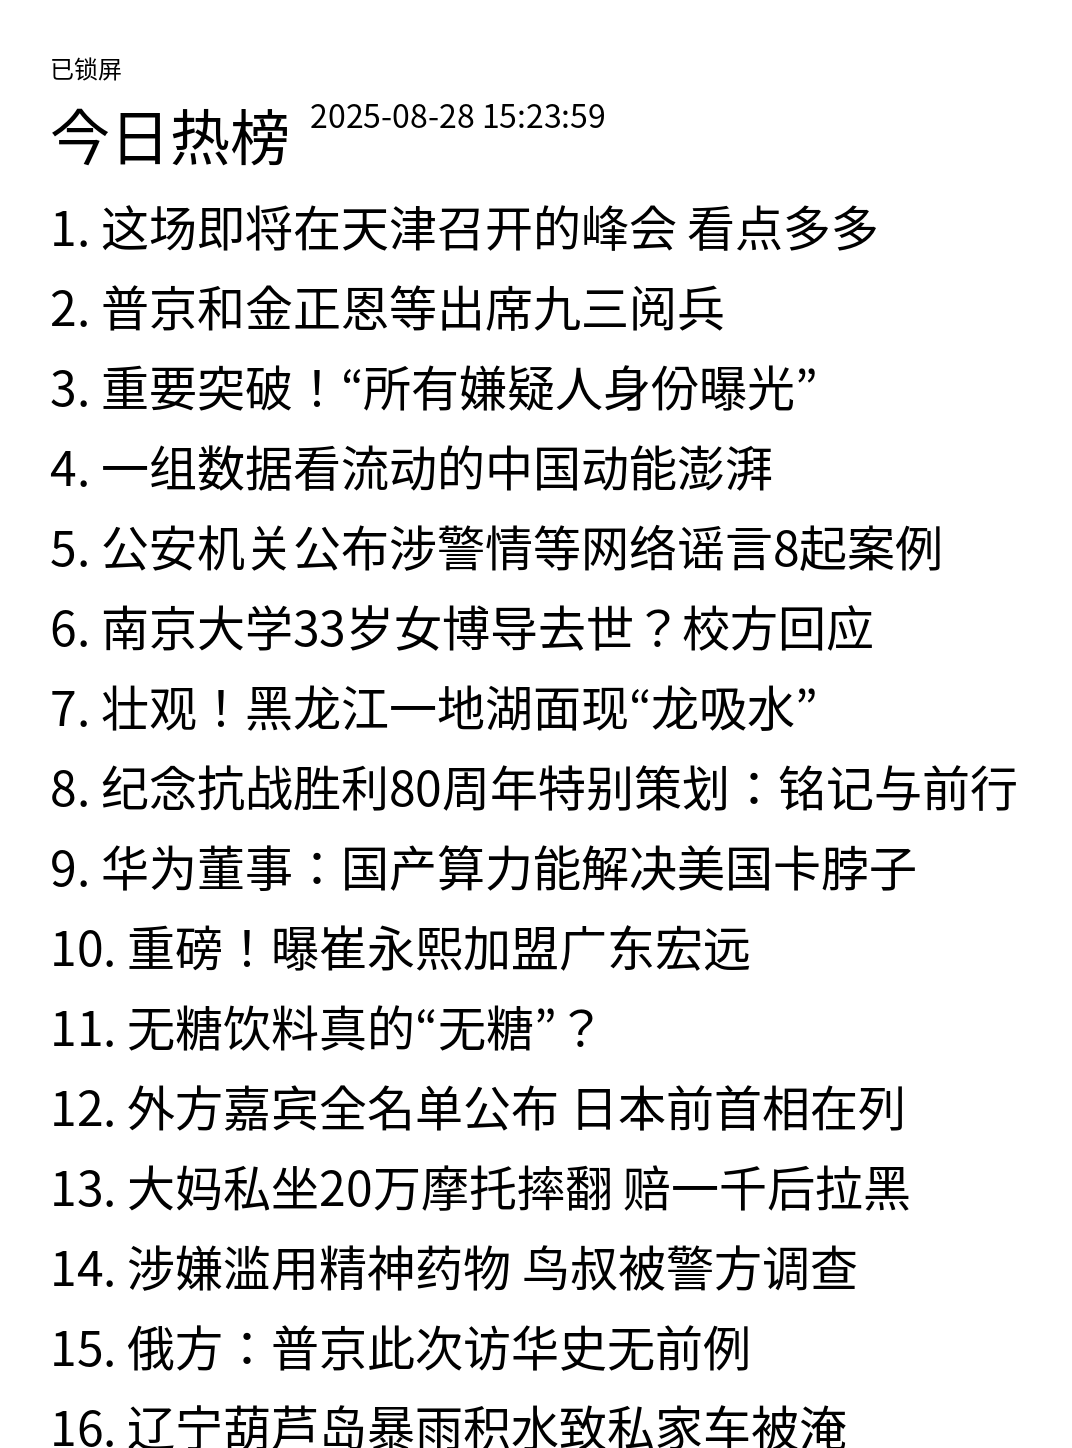 已锁屏
今日热榜 2025-08-28 15:23:59
1. 这场即将在天津召开的峰会 看点多多
2. 普京和金正恩等出席九三阅兵
3. 重要突破！“所有嫌疑人身份曝光”
4. 一组数据看流动的中国动能澎湃
5. 公安机关公布涉警情等网络谣言8起案例
6. 南京大学33岁女博导去世？校方回应
7. 壮观！黑龙江一地湖面现“龙吸水”
8. 纪念抗战胜利80周年特别策划：铭记与前行
9. 华为董事：国产算力能解决美国卡脖子
10. 重磅！曝崔永熙加盟广东宏远
11. 无糖饮料真的“无糖”？
12. 外方嘉宾全名单公布 日本前首相在列
13. 大妈私坐20万摩托摔翻 赔一千后拉黑
14. 涉嫌滥用精神药物 鸟叔被警方调查
15. 俄方：普京此次访华史无前例
16. 辽宁葫芦岛暴雨积水致私家车被淹